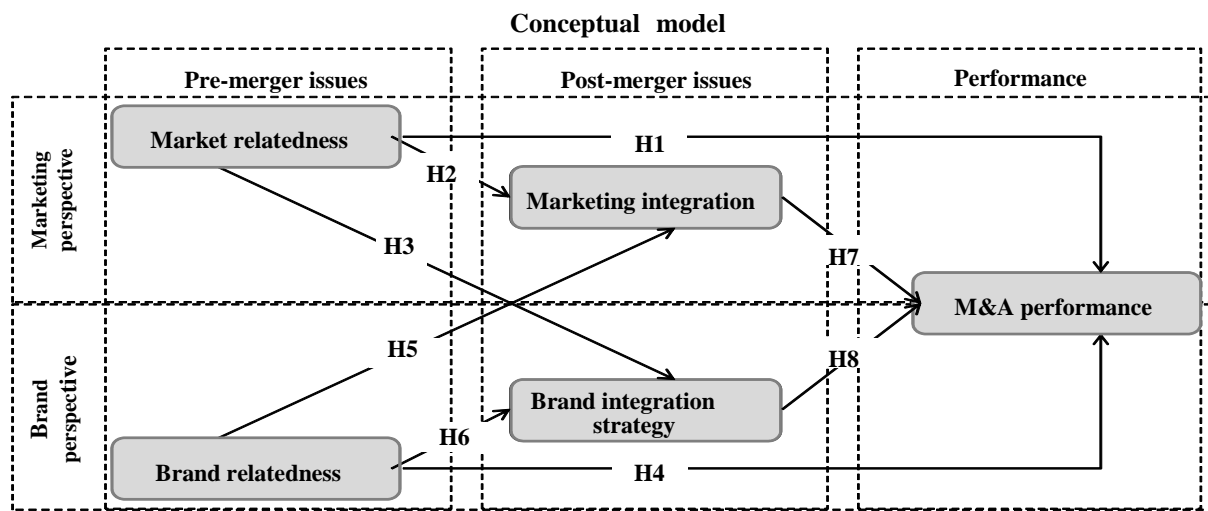 Conceptual model
Pre-merger issues
Post-merger issues
Performance
Marketing
perspective
Market relatedness
H1
H2
Marketing integration
H3
H7
M&A performance
Brand
perspective
H5
H8
Brand integration
strategy
H6
Brand relatedness
H4